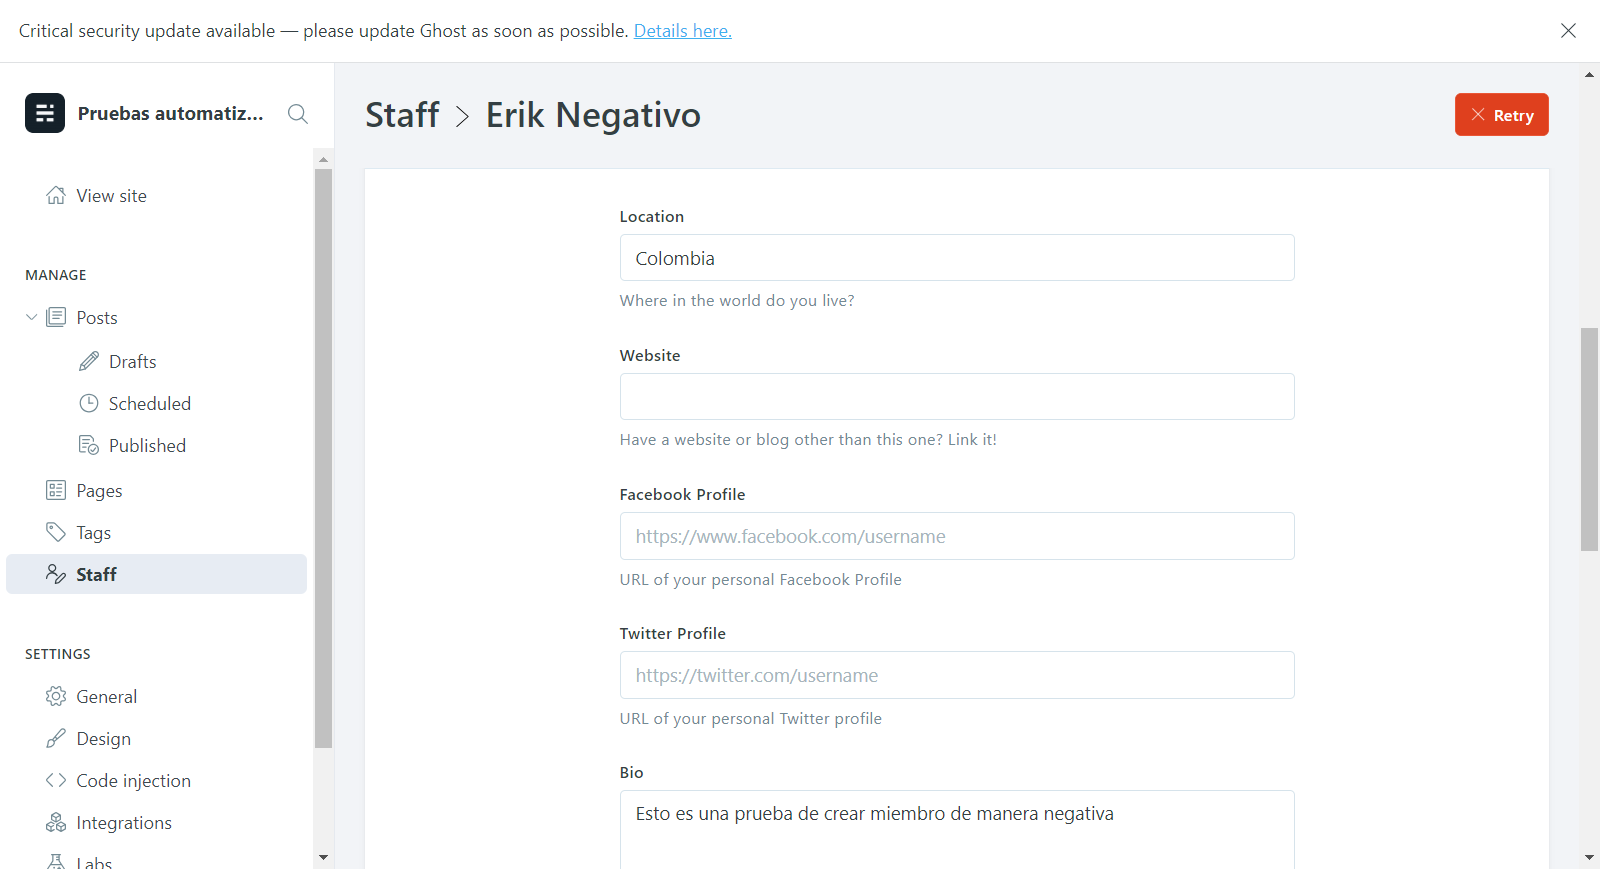 Critical security update available — please update Ghost as soon as possible. Details here.
Pruebas automatiz...
View site
MANAGE
Posts
Drafts
Scheduled
Published
Pages
Tags
Staff
SETTINGS
General
Design
Code injection
Integrations
Labs
Staff > Erik Negativo
Retry
Location
Colombia
Where in the world do you live?
Website
Have a website or blog other than this one? Link it!
Facebook Profile
https://www.facebook.com/username
URL of your personal Facebook Profile
Twitter Profile
https://twitter.com/username
URL of your personal Twitter profile
Bio
Esto es una prueba de crear miembro de manera negativa